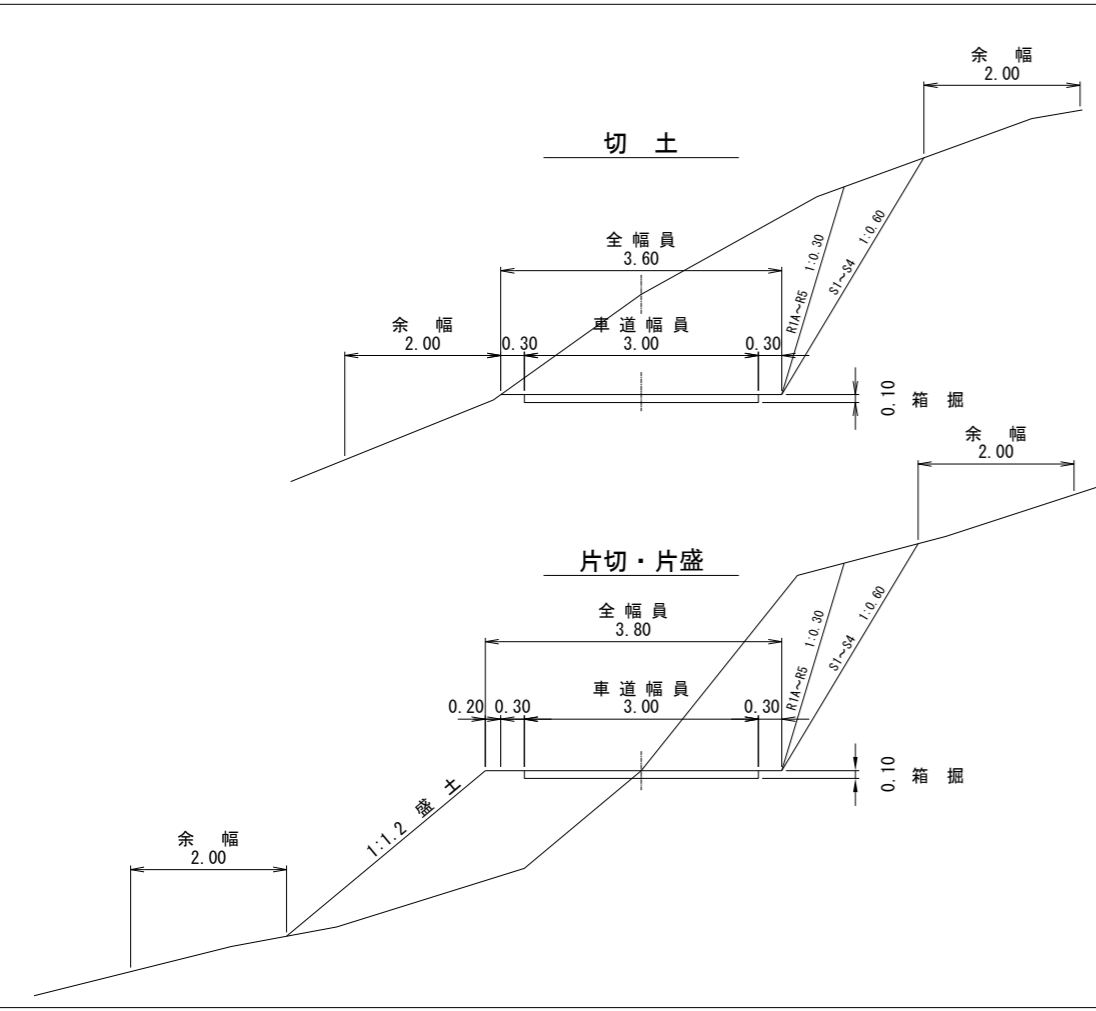 余 幅
2.00
切 土
全 幅 員
3.60
R1A～R5 1:0.30
S1～S4 1:0.60
余 幅
2.00
0.30
車 道 幅 員
3.00
0.30
0.10
箱 掘
余 幅
2.00
片切・片盛
全 幅 員
3.80
R1A～R5 1:0.30
S1～S4 1:0.60
0.20
0.30
車 道 幅 員
3.00
0.30
0.10
箱 掘
1:1.2 盛 土
余 幅
2.00